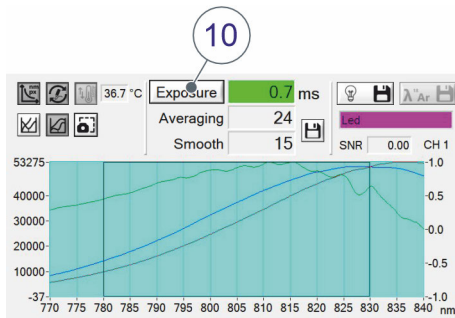 10
36.7 °C Exposure 0.7 ms
Averaging 24
Smooth 15
λ Ar
Led
SNR 0.00 CH 1
53275
40000
30000
20000
10000
-37
1.0
0.5
0.0
-0.5
-1.0
770 775 780 785 790 795 800 805 810 815 820 825 830 835 840 nm